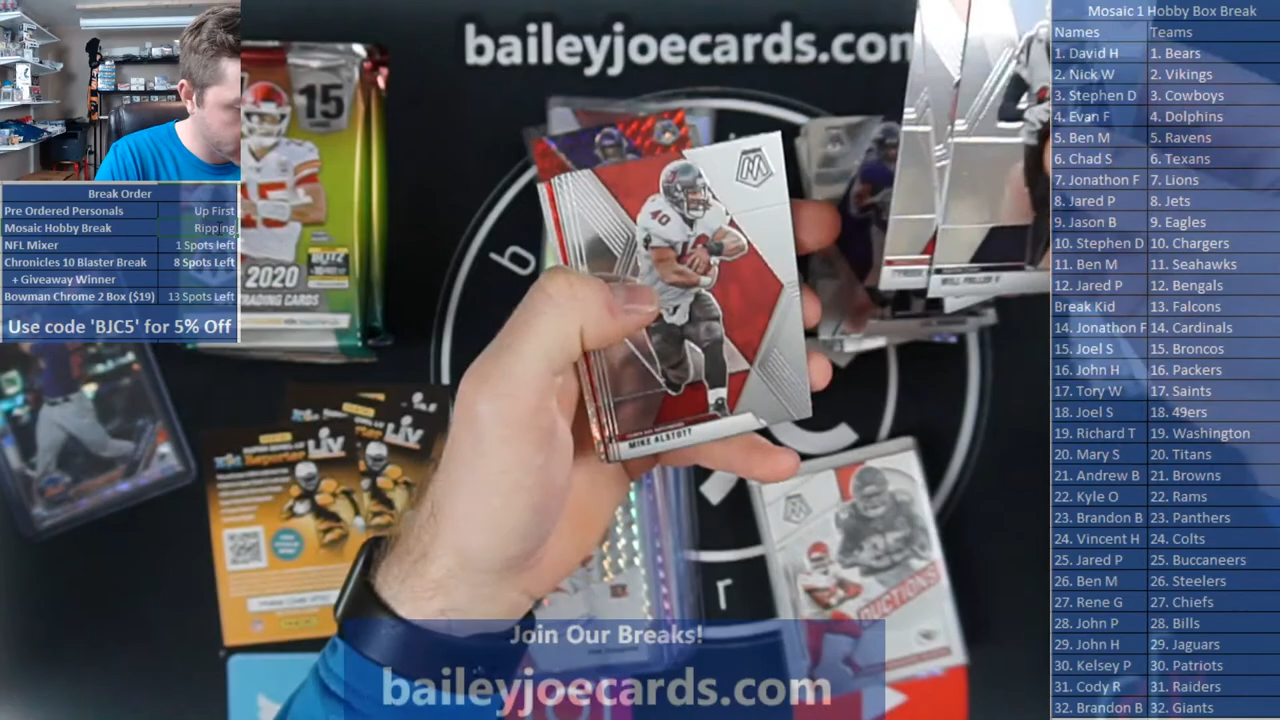 baileyjoecards.com
Break Order
Pre Ordered Personals Up First
Mosaic Hobby Break Ripping
NFL Mixer 1 Spots left
Chronicles 10 Blaster Break 8 Spots Left
+ Giveaway Winner
Bowman Chrome 2 Box ($19) 13 Spots Left
Use code 'BJC5' for 5% Off
15
2020
TRADING CARDS
BLITZ
40
MIKE ALSTOTT
WILL FULLER V
LIV
LIV
Reporter
DUCTIONS
b
r
Join Our Breaks!
baileyjoecards.com
Mosaic 1 Hobby Box Break
Names Teams
1. David H 1. Bears
2. Nick W 2. Vikings
3. Stephen D 3. Cowboys
4. Evan F 4. Dolphins
5. Ben M 5. Ravens
6. Chad S 6. Texans
7. Jonathon F 7. Lions
8. Jared P 8. Jets
9. Jason B 9. Eagles
10. Stephen D 10. Chargers
11. Ben M 11. Seahawks
12. Jared P 12. Bengals
Break Kid 13. Falcons
14. Jonathon F 14. Cardinals
15. Joel S 15. Broncos
16. John H 16. Packers
17. Tory W 17. Saints
18. Joel S 18. 49ers
19. Richard T 19. Washington
20. Mary S 20. Titans
21. Andrew B 21. Browns
22. Kyle O 22. Rams
23. Brandon B 23. Panthers
24. Vincent H 24. Colts
25. Jared P 25. Buccaneers
26. Ben M 26. Steelers
27. Rene G 27. Chiefs
28. John P 28. Bills
29. John H 29. Jaguars
30. Kelsey P 30. Patriots
31. Cody R 31. Raiders
32. Brandon B 32. Giants